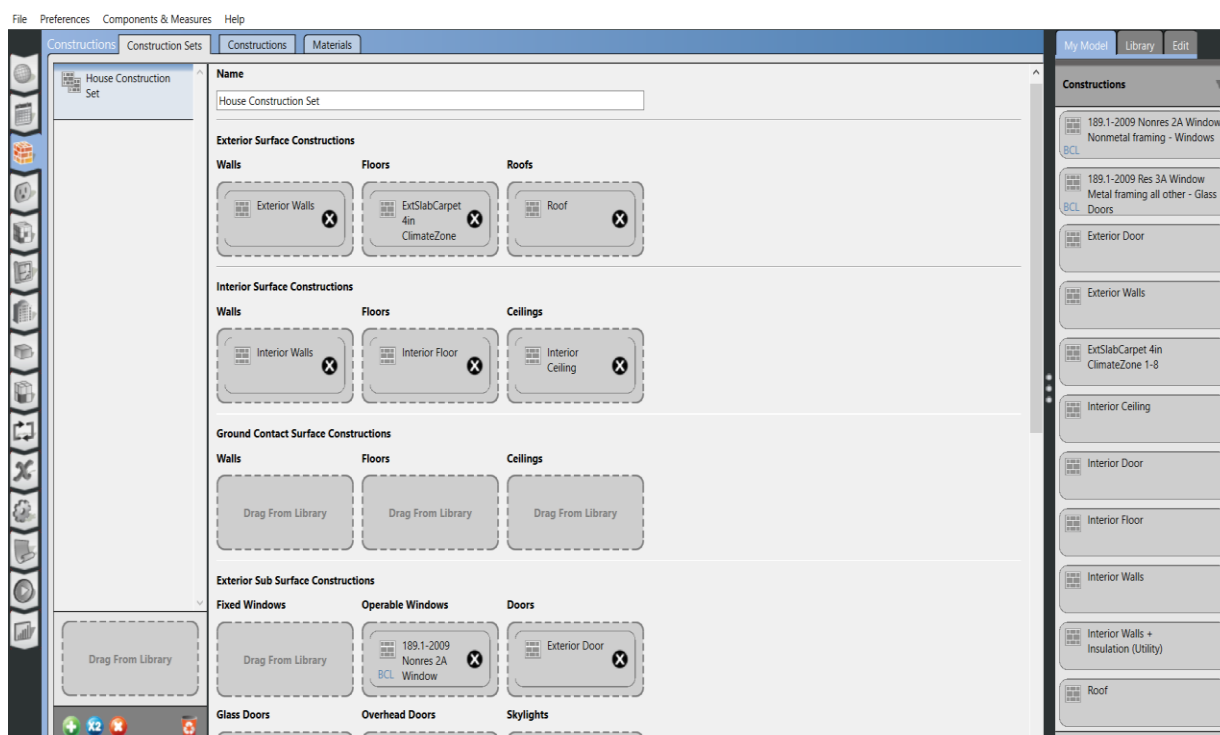 File Preferences Components & Measures Help
Constructions Construction Sets Constructions Materials
My Model Library Edit
House Construction
Set
Name
House Construction Set
Exterior Surface Constructions
Walls Floors Roofs
Exterior Walls
ExtSlabCarpet
4in
ClimateZone
Roof
Interior Surface Constructions
Walls Floors Ceilings
Interior Walls
Interior Floor
Interior
Ceiling
Ground Contact Surface Constructions
Walls Floors Ceilings
Drag From Library Drag From Library Drag From Library
Exterior Sub Surface Constructions
Fixed Windows Operable Windows Doors
Drag From Library
189.1-2009
Nonres 2A
BCL Window
Exterior Door
Glass Doors Overhead Doors Skylights
Drag From Library
X2
Constructions
189.1-2009 Nonres 2A Window
Nonmetal framing - Windows
BCL
189.1-2009 Res 3A Window
Metal framing all other - Glass
BCL Doors
Exterior Door
Exterior Walls
ExtSlabCarpet 4in
ClimateZone 1-8
Interior Ceiling
Interior Door
Interior Floor
Interior Walls
Interior Walls +
Insulation (Utility)
Roof